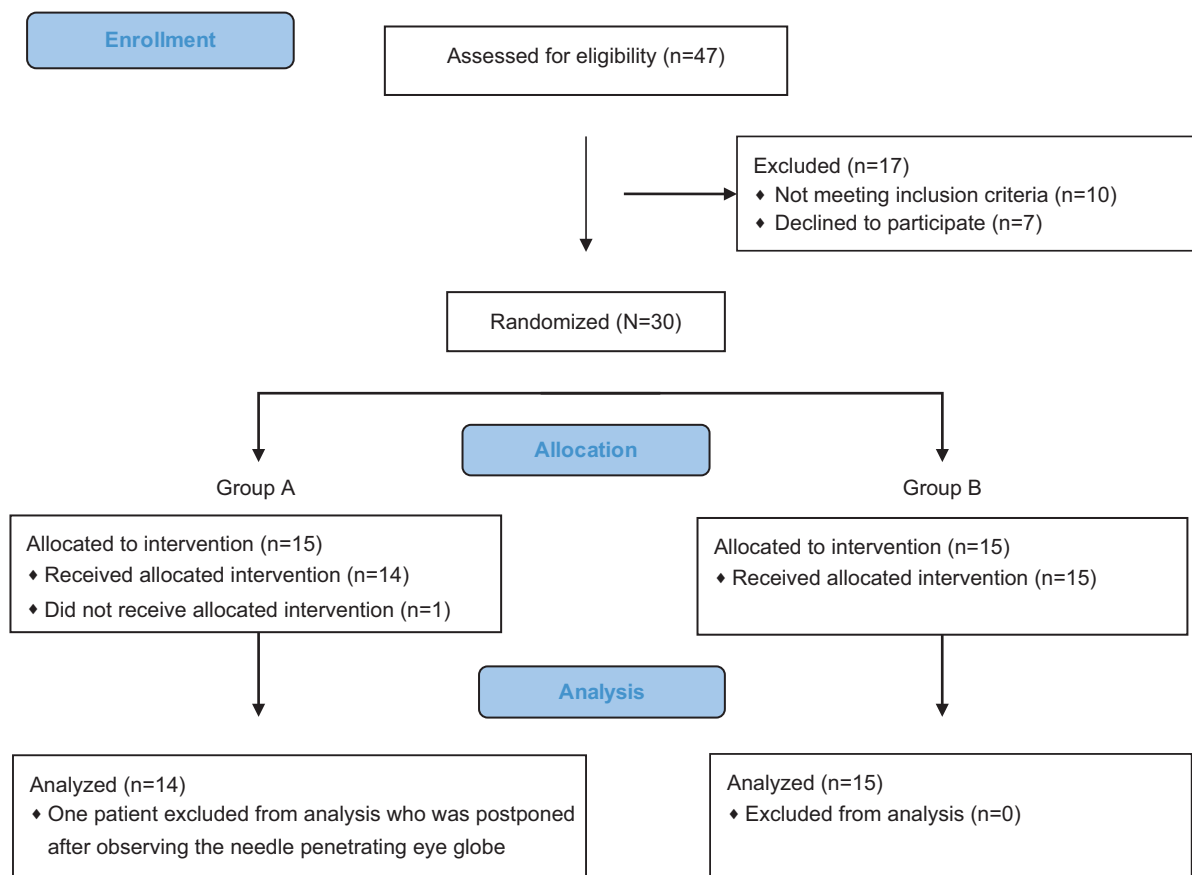 Enrollment
Assessed for eligibility (n=47)
Excluded (n=17)
♦ Not meeting inclusion criteria (n=10)
♦ Declined to participate (n=7)
Randomized (N=30)
Allocation
Group A
Allocated to intervention (n=15)
♦ Received allocated intervention (n=14)
♦ Did not receive allocated intervention (n=1)
Group B
Allocated to intervention (n=15)
♦ Received allocated intervention (n=15)
Analysis
Analyzed (n=14)
♦ One patient excluded from analysis who was postponed
after observing the needle penetrating eye globe
Analyzed (n=15)
♦ Excluded from analysis (n=0)